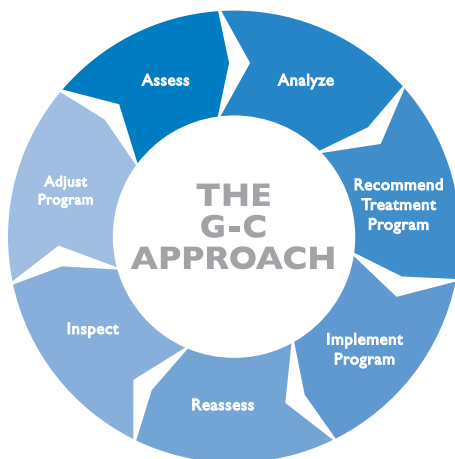 THE
G-C
APPROACH
Assess
Analyze
Recommend
Treatment
Program
Implement
Program
Reassess
Inspect
Adjust
Program